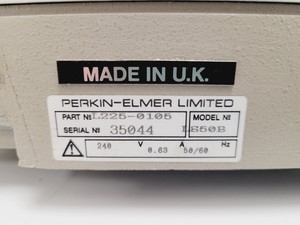 MADE IN U.K.
PERKIN-ELMER LIMITED
PART № L225-0105 MODEL №
SERIAL № 35044 LS50B
240 V 0.63 A 50/60 Hz